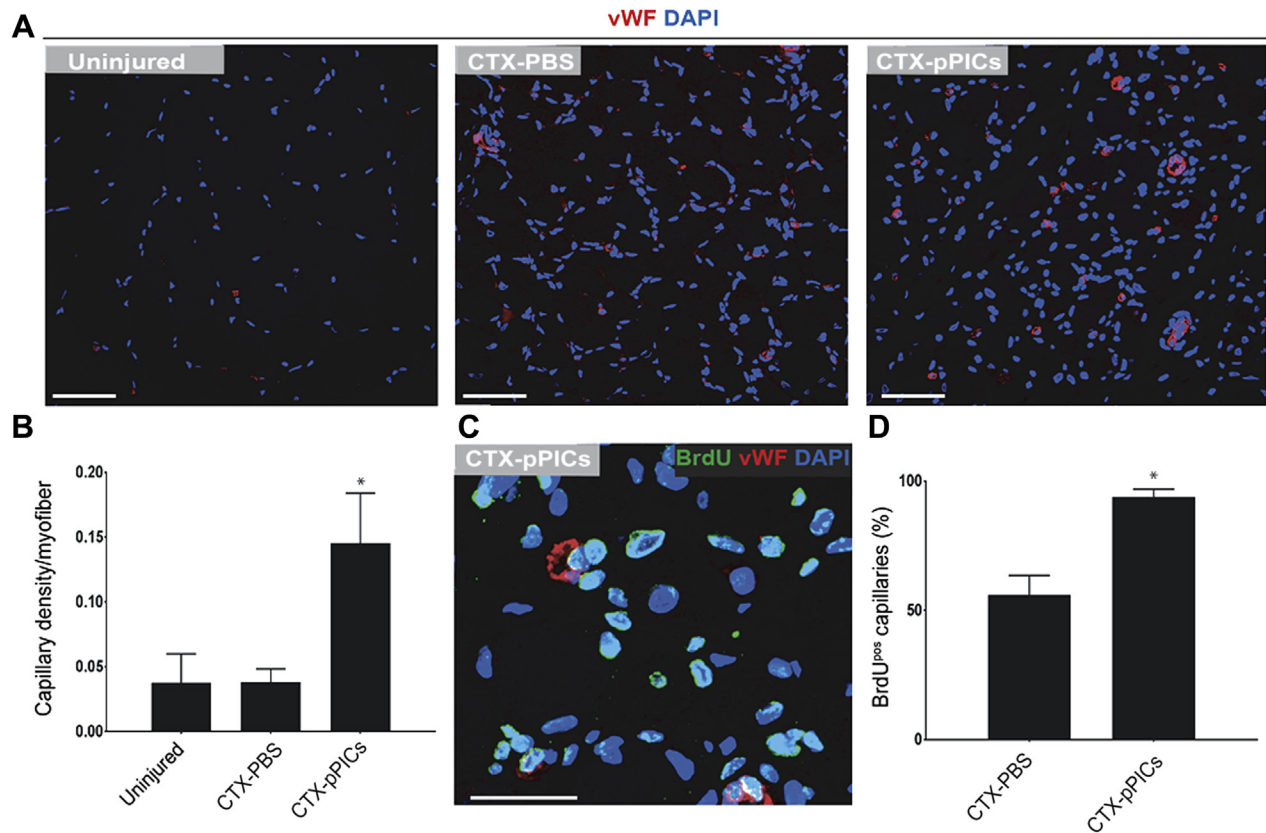 A
vWF DAPI
Uninjured
CTX-PBS
CTX-pPICs
B
Capillary density/myofiber
0.20
0.15
0.10
0.05
0.00
Uninjured
CTX-PBS
CTX-pPICs
*
C
CTX-pPICs
BrdU vWF DAPI
D
BrdUpos capillaries (%)
100
50
0
CTX-PBS
CTX-pPICs
*